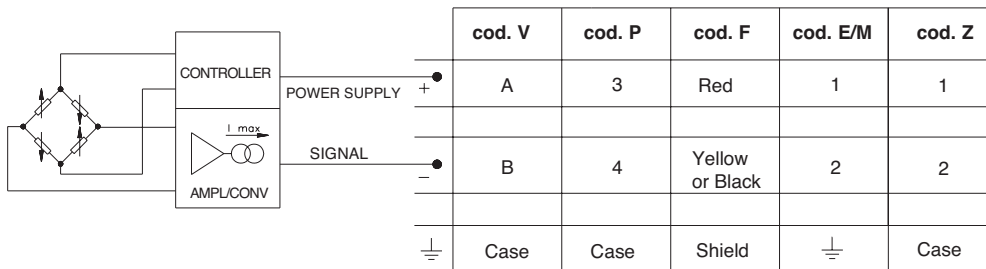 cod. V cod. P cod. F cod. E/M cod. Z
CONTROLLER
POWER SUPPLY + A 3 Red 1 1
I max
SIGNAL
AMPL/CONV
− B 4 Yellow or Black 2 2
Case Case Shield Case